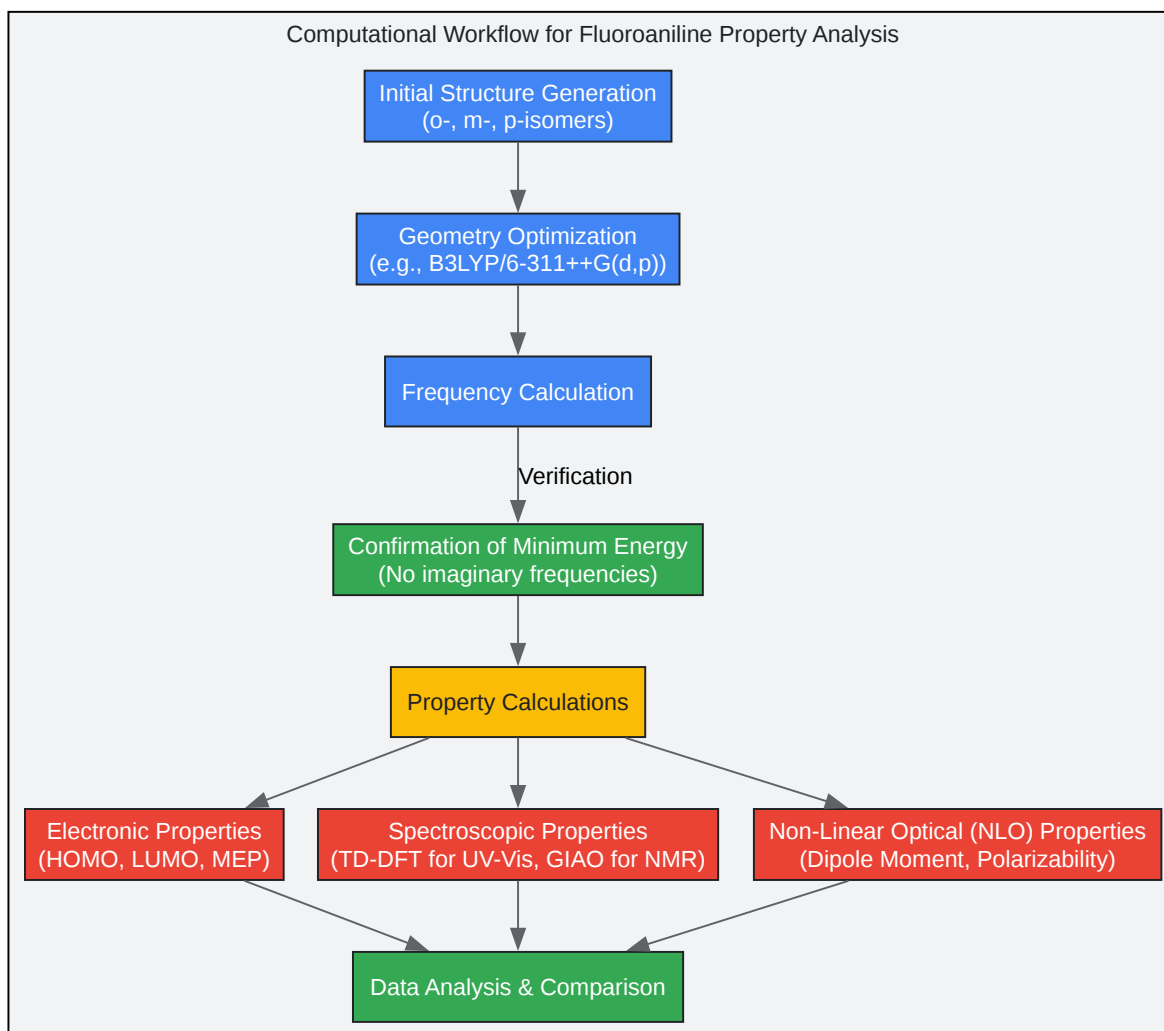 Computational Workflow for Fluoroaniline Property Analysis
Initial Structure Generation
(o-, m-, p-isomers)
Geometry Optimization
(e.g., B3LYP/6-311++G(d,p))
Frequency Calculation
Verification
Confirmation of Minimum Energy
(No imaginary frequencies)
Property Calculations
Electronic Properties
(HOMO, LUMO, MEP)
Spectroscopic Properties
(TD-DFT for UV-Vis, GIAO for NMR)
Non-Linear Optical (NLO) Properties
(Dipole Moment, Polarizability)
Data Analysis & Comparison